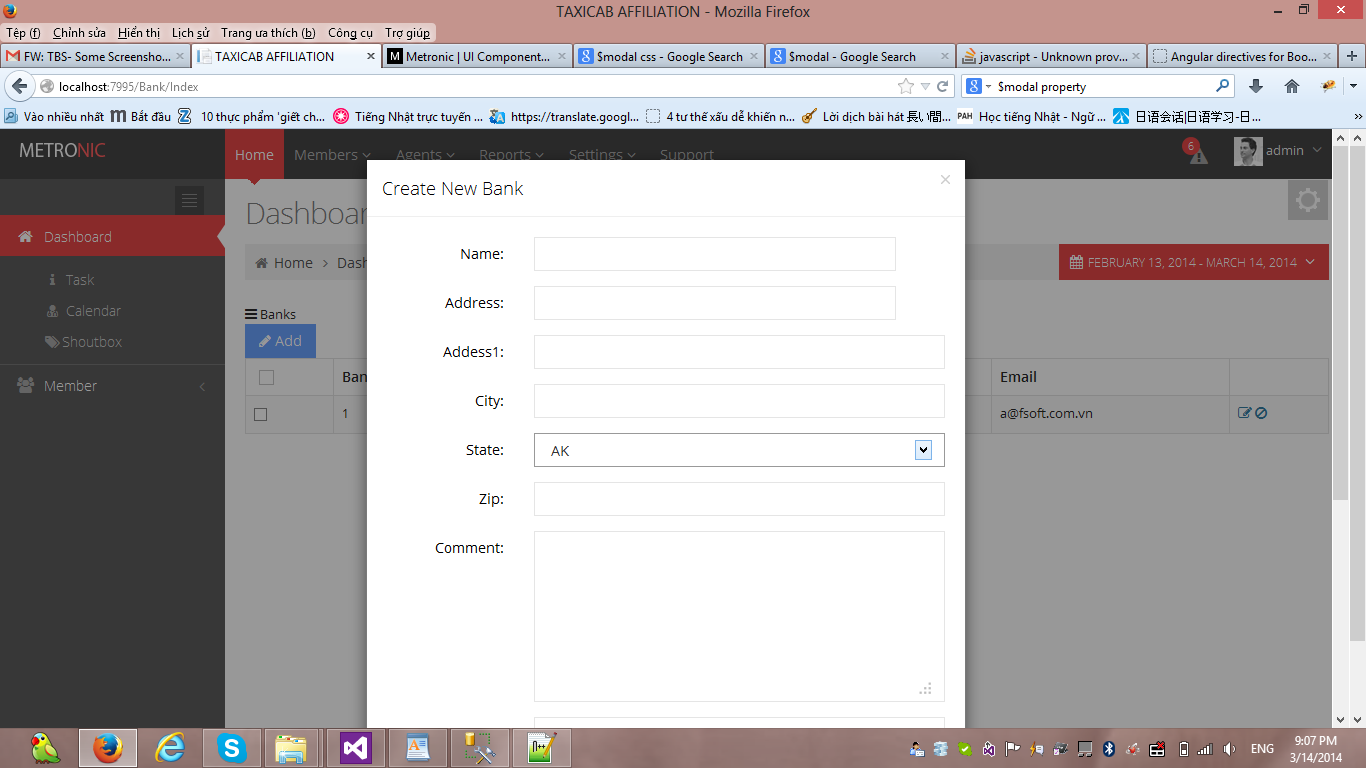 TAXICAB AFFILIATION - Mozilla Firefox
Tệp (f) Chỉnh sửa Hiển thị Lịch sử Trang ưa thích (b) Công cụ Trợ giúp
FW: TBS- Some Screensho... TAXICAB AFFILIATION Metronic | UI Component... $modal css - Google Search $modal - Google Search javascript - Unknown prov... Angular directives for Boo...
localhost:7995/Bank/Index $modal property
Vào nhiều nhất Bắt đầu 10 thực phẩm 'giết ch... Tiếng Nhật trực tuyến ... https://translate.googl... 4 tư thế xấu dễ khiến n... Lời dịch bài hát 長い間... PAH Học tiếng Nhật - Ngữ ... 日语会话|日语学习-日...
METRONIC Home Members Agents Reports Settings Support 6 admin
Create New Bank ×
Dashboar
Dashboard
Name:
Home > Dash
FEBRUARY 13, 2014 - MARCH 14, 2014
Task
Address:
Calendar
Banks
Shoutbox
Add
Addess1:
Member
Ban
Email
City:
1
a@fsoft.com.vn
State: AK
Zip:
Comment:
ENG
9:07 PM
3/14/2014